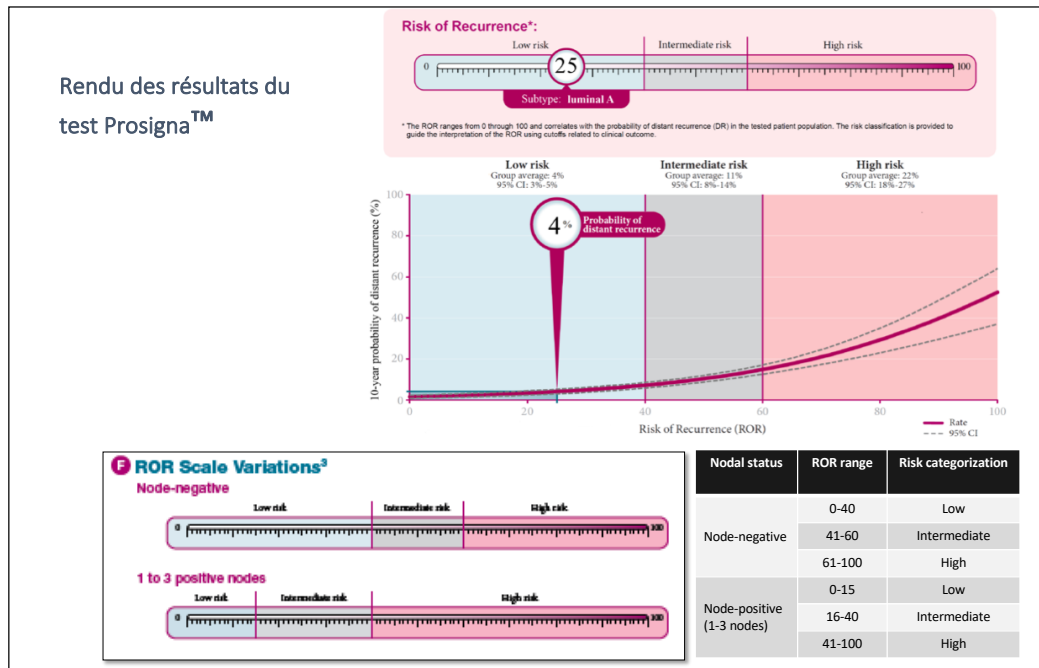 Rendu des résultats du
test Prosigna™
Risk of Recurrence*:
Low risk
Intermediate risk
High risk
0
25
100
Subtype: luminal A
* The ROR ranges from 0 through 100 and correlates with the probability of distant recurrence (DR) in the tested patient population. The risk classification is provided to
guide the interpretation of the ROR using cutoffs related to clinical outcome.
Low risk
Group average: 4%
95% CI: 3%-5%
Intermediate risk
Group average: 11%
95% CI: 8%-14%
High risk
Group average: 22%
95% CI: 18%-27%
10-year probability of distant recurrence (%)
100
80
60
40
20
0
4%
Probability of
distant recurrence
0
20
40
60
80
100
Risk of Recurrence (ROR)
Rate
95% CI
F ROR Scale Variations³
Node-negative
Low risk
Intermediate risk
High risk
0
100
1 to 3 positive nodes
Low risk
Intermediate risk
High risk
0
100
Nodal status ROR range Risk categorization
Node-negative
0-40 Low
41-60 Intermediate
61-100 High
Node-positive
(1-3 nodes)
0-15 Low
16-40 Intermediate
41-100 High